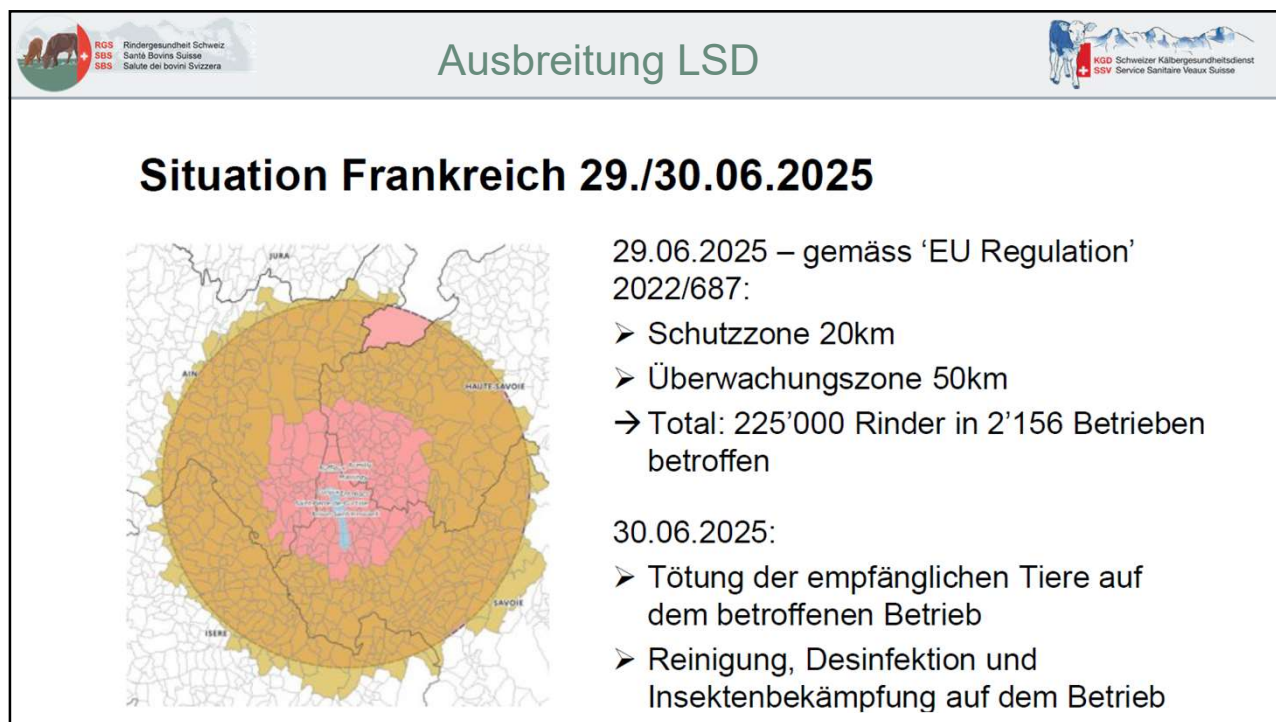 RGS Rindergesundheit Schweiz
SBS Santé Bovins Suisse
SBS Salute dei bovini Svizzera
Ausbreitung LSD
KGD Schweizer Kälbergesundheitsdienst
SSV Service Sanitaire Veaux Suisse
Situation Frankreich 29./30.06.2025
JURA
AIN
HAUTE-SAVOIE
SAVOIE
ISERE
29.06.2025 – gemäss ‘EU Regulation’
2022/687:
➢ Schutzzone 20km
➢ Überwachungszone 50km
→ Total: 225’000 Rinder in 2’156 Betrieben
betroffen
30.06.2025:
➢ Tötung der empfänglichen Tiere auf
dem betroffenen Betrieb
➢ Reinigung, Desinfektion und
Insektenbekämpfung auf dem Betrieb